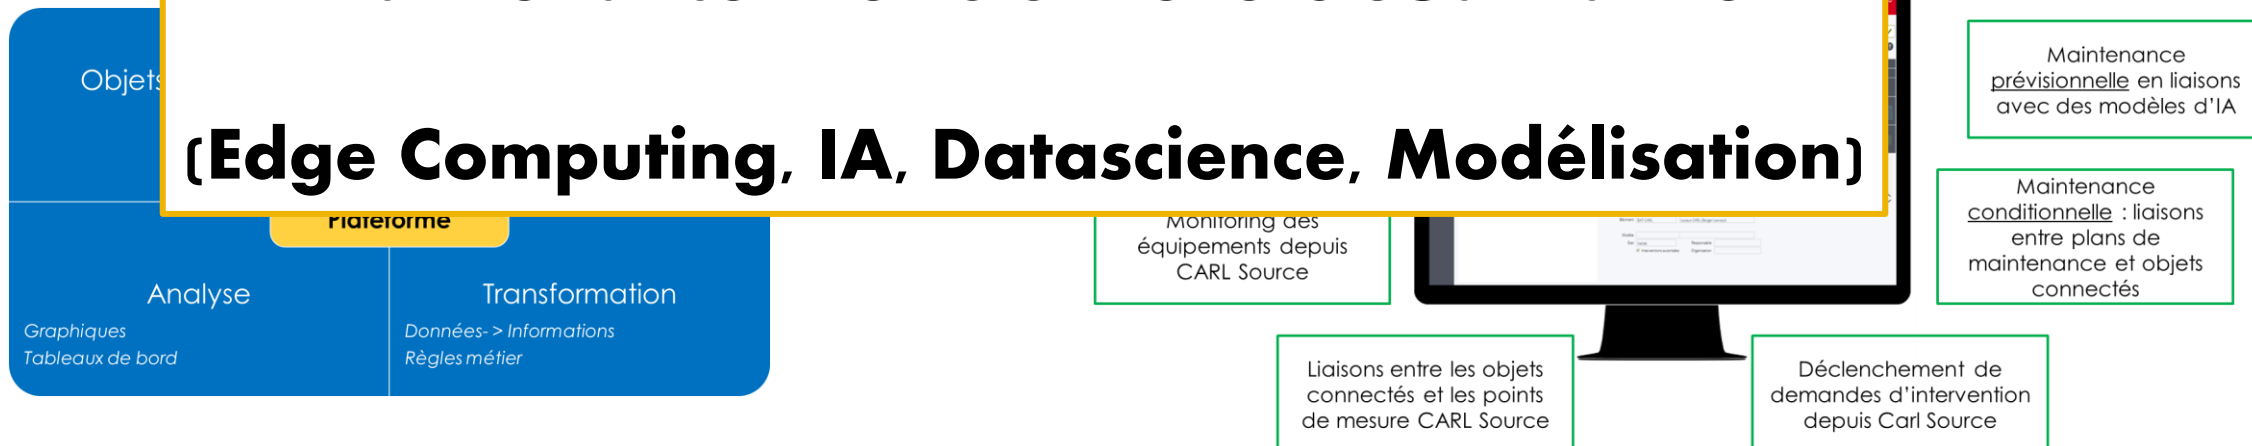 Objets
(Edge Computing, IA, Datascience, Modélisation)
Plateforme
Analyse
Graphiques
Tableaux de bord
Transformation
Données- > Informations
Règles métier
Monitoring des
équipements depuis
CARL Source
Liaisons entre les objets
connectés et les points
de mesure CARL Source
Déclenchement de
demandes d'intervention
depuis Carl Source
Maintenance
prévisionnelle en liaisons
avec des modèles d'IA
Maintenance
conditionnelle : liaisons
entre plans de
maintenance et objets
connectés